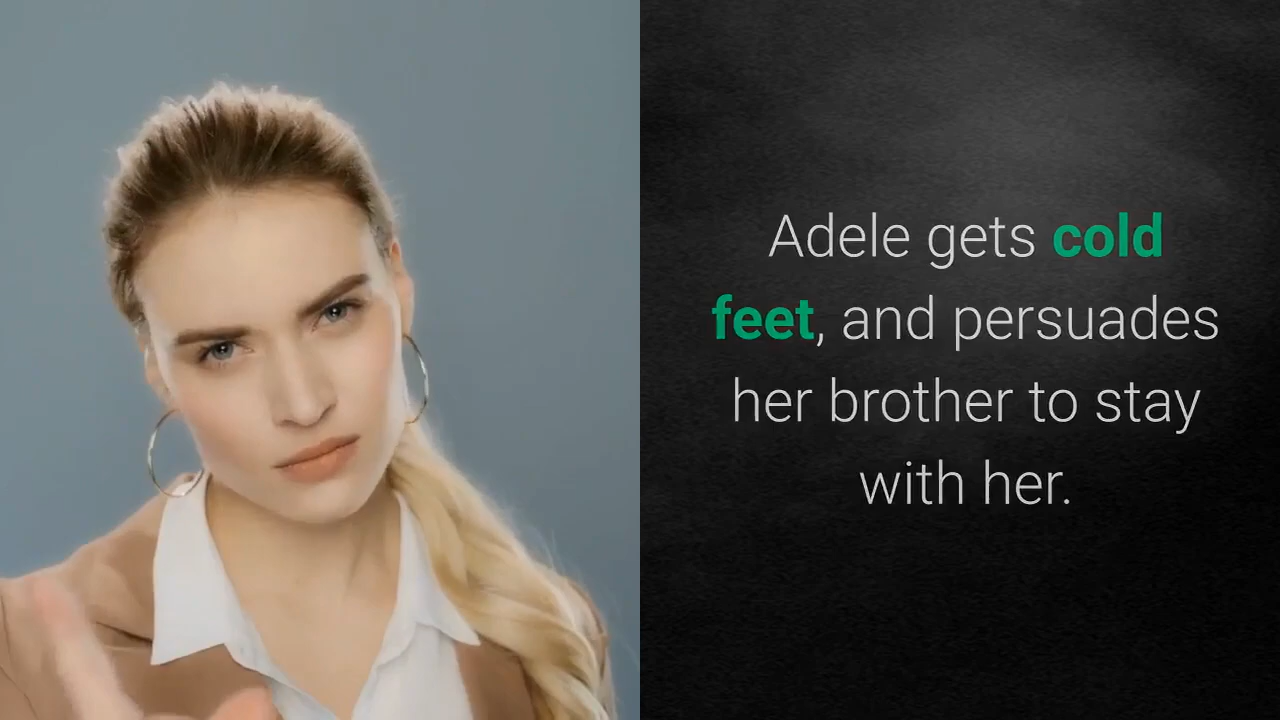 Adele gets cold
feet, and persuades
her brother to stay
with her.